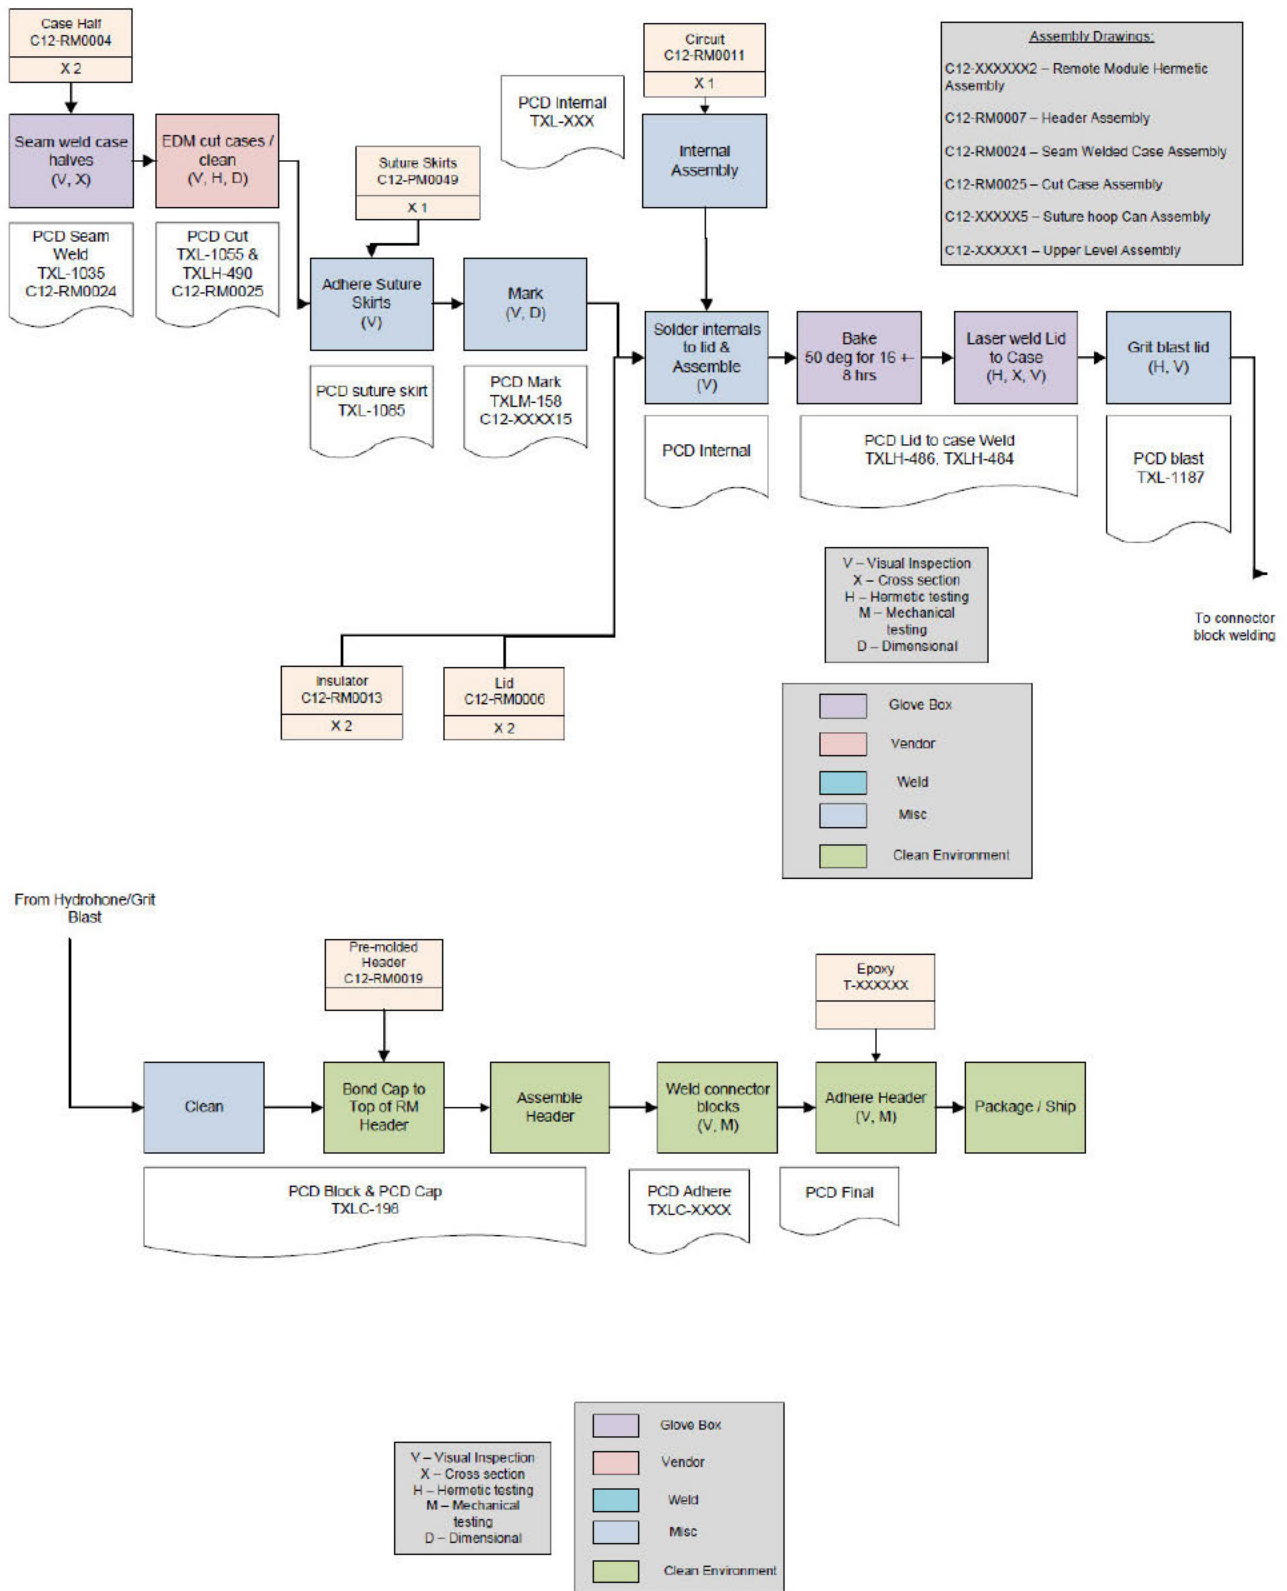 Case Half
C12-RM0004
X 2
Circuit
C12-RM0011
X 1
Assembly Drawings:
C12-XXXXXX2 – Remote Module Hermetic
Assembly
C12-RM0007 – Header Assembly
C12-RM0024 – Seam Welded Case Assembly
C12-RM0025 – Cut Case Assembly
C12-XXXXX5 – Suture hoop Can Assembly
C12-XXXXX1 – Upper Level Assembly
PCD Internal
TXL-XXX
Seam weld case
halves
(V, X)
EDM cut cases /
clean
(V, H, D)
Suture Skirts
C12-PM0049
X 1
Internal
Assembly
PCD Seam
Weld
TXL-1035
C12-RM0024
PCD Cut
TXL-1055 &
TXLH-490
C12-RM0025
Adhere Suture
Skirts
(V)
Mark
(V, D)
Solder internals
to lid &
Assemble
(V)
Bake
50 deg for 16 +-
8 hrs
Laser weld Lid
to Case
(H, X, V)
Grit blast lid
(H, V)
PCD suture skirt
TXL-1085
PCD Mark
TXLM-158
C12-XXXX15
PCD Internal
PCD Lid to case Weld
TXLH-486, TXLH-484
PCD blast
TXL-1187
V – Visual Inspection
X – Cross section
H – Hermetic testing
M – Mechanical
testing
D – Dimensional
To connector
block welding
Insulator
C12-RM0013
X 2
Lid
C12-RM0006
X 2
Glove Box
Vendor
Weld
Misc
Clean Environment
From Hydrohone/Grit
Blast
Pre-molded
Header
C12-RM0019
Epoxy
T-XXXXXX
Clean
Bond Cap to
Top of RM
Header
Assemble
Header
Weld connector
blocks
(V, M)
Adhere Header
(V, M)
Package / Ship
PCD Block & PCD Cap
TXLC-198
PCD Adhere
TXLC-XXXX
PCD Final
V – Visual Inspection
X – Cross section
H – Hermetic testing
M – Mechanical
testing
D – Dimensional
Glove Box
Vendor
Weld
Misc
Clean Environment